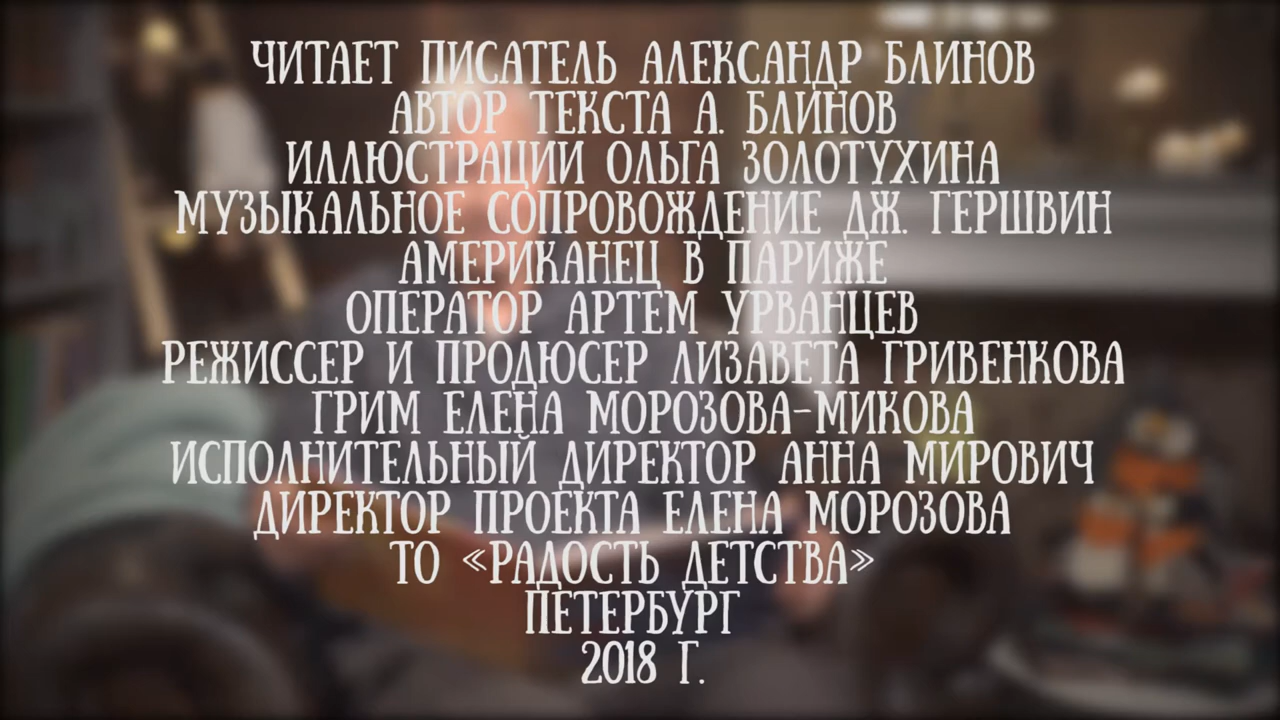 ЧИТАЕТ ПИСАТЕЛЬ АЛЕКСАНДР БЛИНОВ
АВТОР ТЕКСТА А. БЛИНОВ
ИЛЛЮСТРАЦИИ ОЛЬГА ЗОЛОТУХИНА
МУЗЫКАЛЬНОЕ СОПРОВОЖДЕНИЕ ДЖ. ГЕРШВИН
АМЕРИКАНЕЦ В ПАРИЖЕ
ОПЕРАТОР АРТЕМ УРВАНЦЕВ
РЕЖИССЕР И ПРОДЮСЕР ЛИЗАВЕТА ГРИВЕНКОВА
ГРИМ ЕЛЕНА МОРОЗОВА-МИКОВА
ИСПОЛНИТЕЛЬНЫЙ ДИРЕКТОР АННА МИРОВИЧ
ДИРЕКТОР ПРОЕКТА ЕЛЕНА МОРОЗОВА
ТО «РАДОСТЬ ДЕТСТВА»
ПЕТЕРБУРГ
2018 Г.